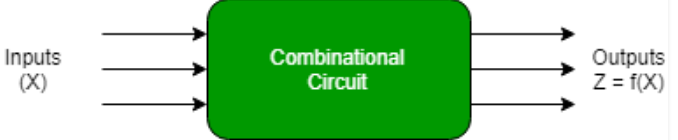 Inputs
(X)
Combinational
Circuit
Outputs
Z = f(X)